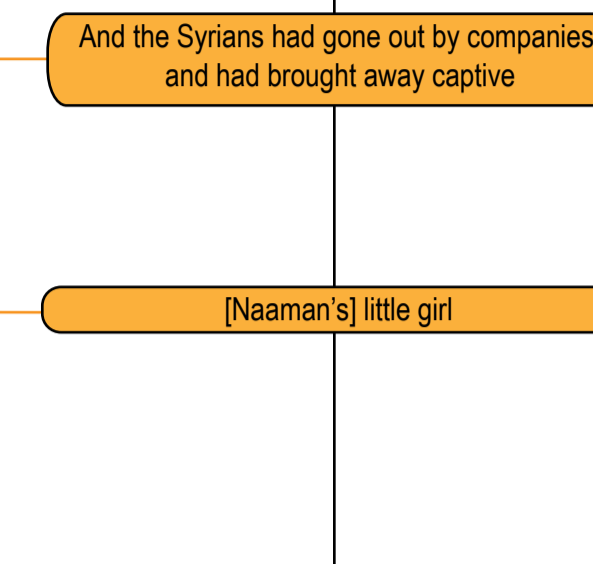 And the Syrians had gone out by companies
and had brought away captive
[Naaman’s] little girl